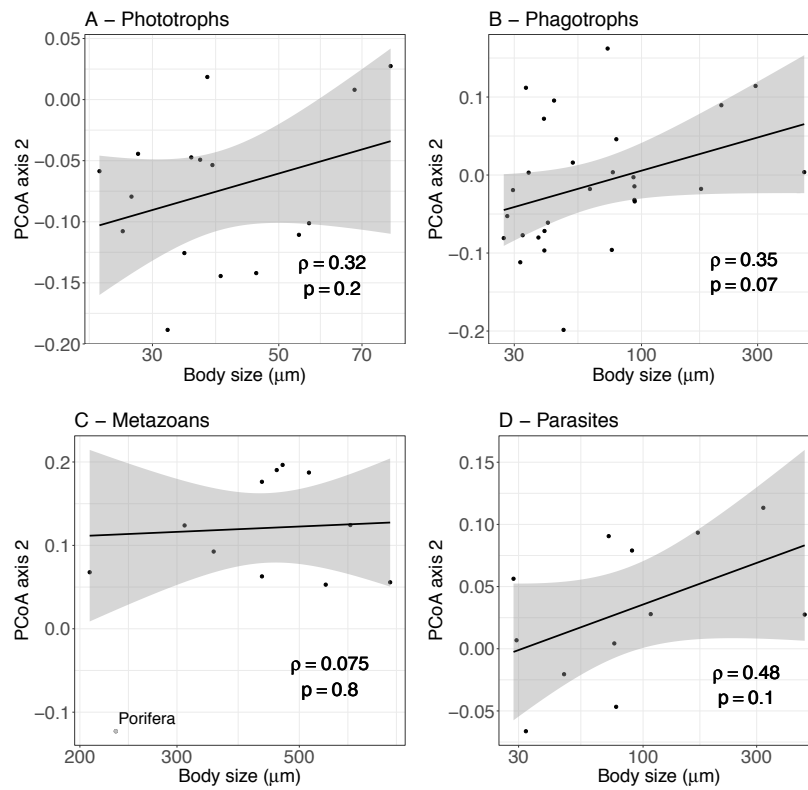 A – Phototrophs
0.05
0.00
−0.05
−0.10
−0.15
−0.20
PCoA axis 2
ρ = 0.32
p = 0.2
30
50
70
Body size (μm)
B – Phagotrophs
0.1
0.0
−0.1
−0.2
PCoA axis 2
ρ = 0.35
p = 0.07
30
100
300
Body size (μm)
C – Metazoans
0.2
0.1
0.0
−0.1
PCoA axis 2
ρ = 0.075
p = 0.8
Porifera
200
300
500
Body size (μm)
D – Parasites
0.15
0.10
0.05
0.00
−0.05
PCoA axis 2
ρ = 0.48
p = 0.1
30
100
300
Body size (μm)